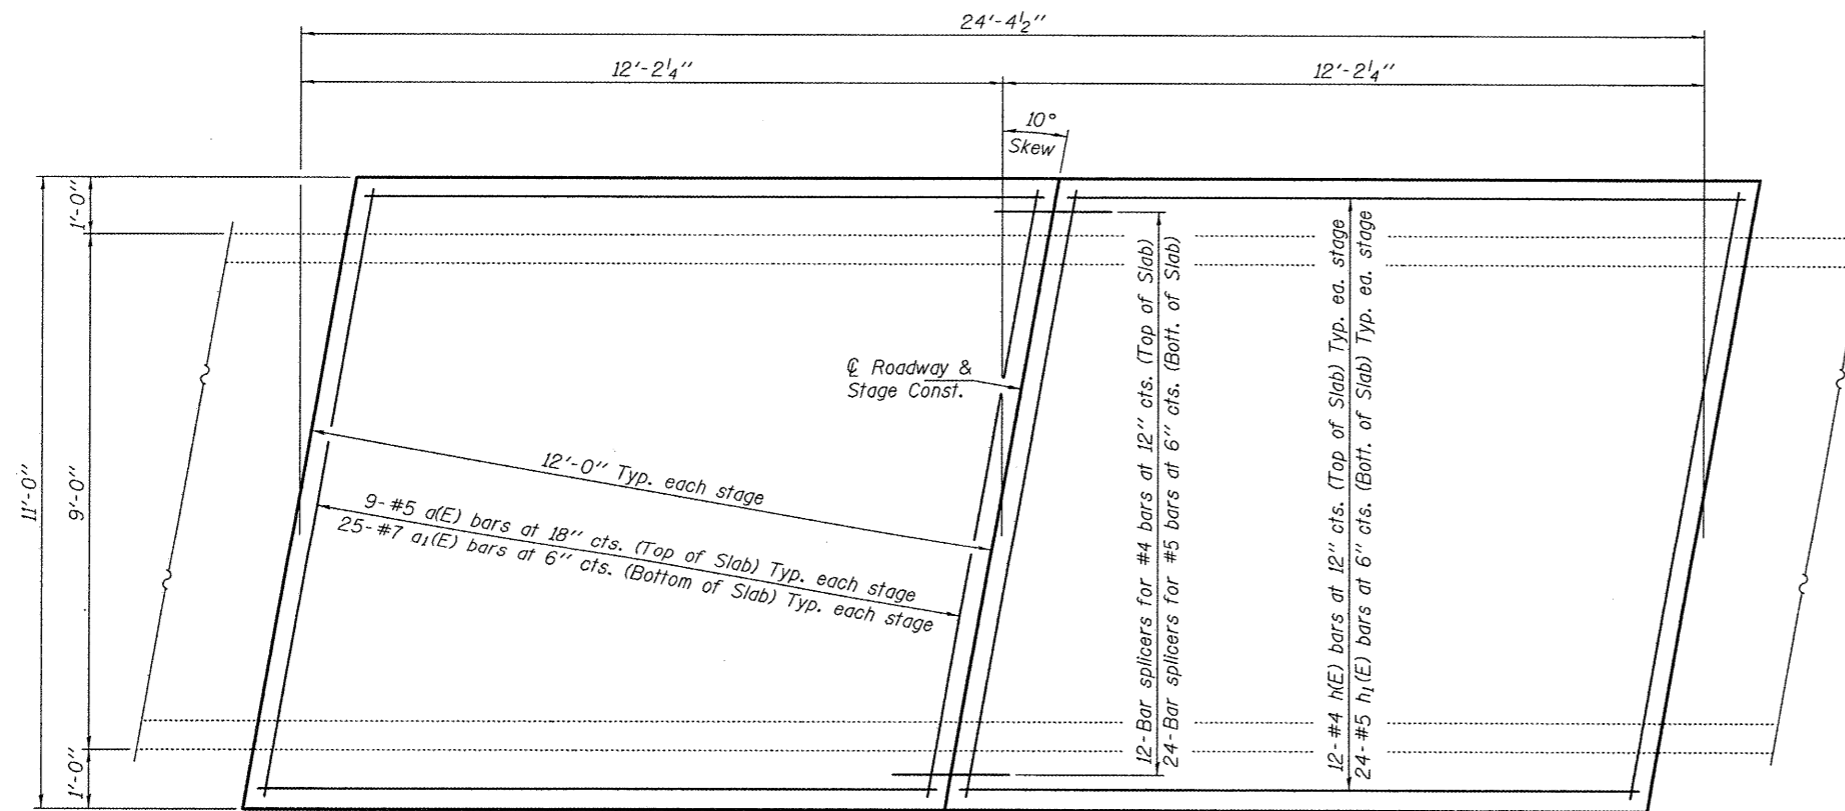 24'-4½"
12'-2¼"
12'-2¼"
10°
Skew
1'-0"
11'-0"
9'-0"
1'-0"
℄ Roadway &
Stage Const.
12'-0" Typ. each stage
9-#5 a(E) bars at 18" cts. (Top of Slab) Typ. each stage
25-#7 a₁(E) bars at 6" cts. (Bottom of Slab) Typ. each stage
12-Bar splicers for #4 bars at 12" cts. (Top of Slab)
24-Bar splicers for #5 bars at 6" cts. (Bott. of Slab)
12-#4 h(E) bars at 12" cts. (Top of Slab) Typ. ea. stage
24-#5 h₁(E) bars at 6" cts. (Bott. of Slab) Typ. ea. stage